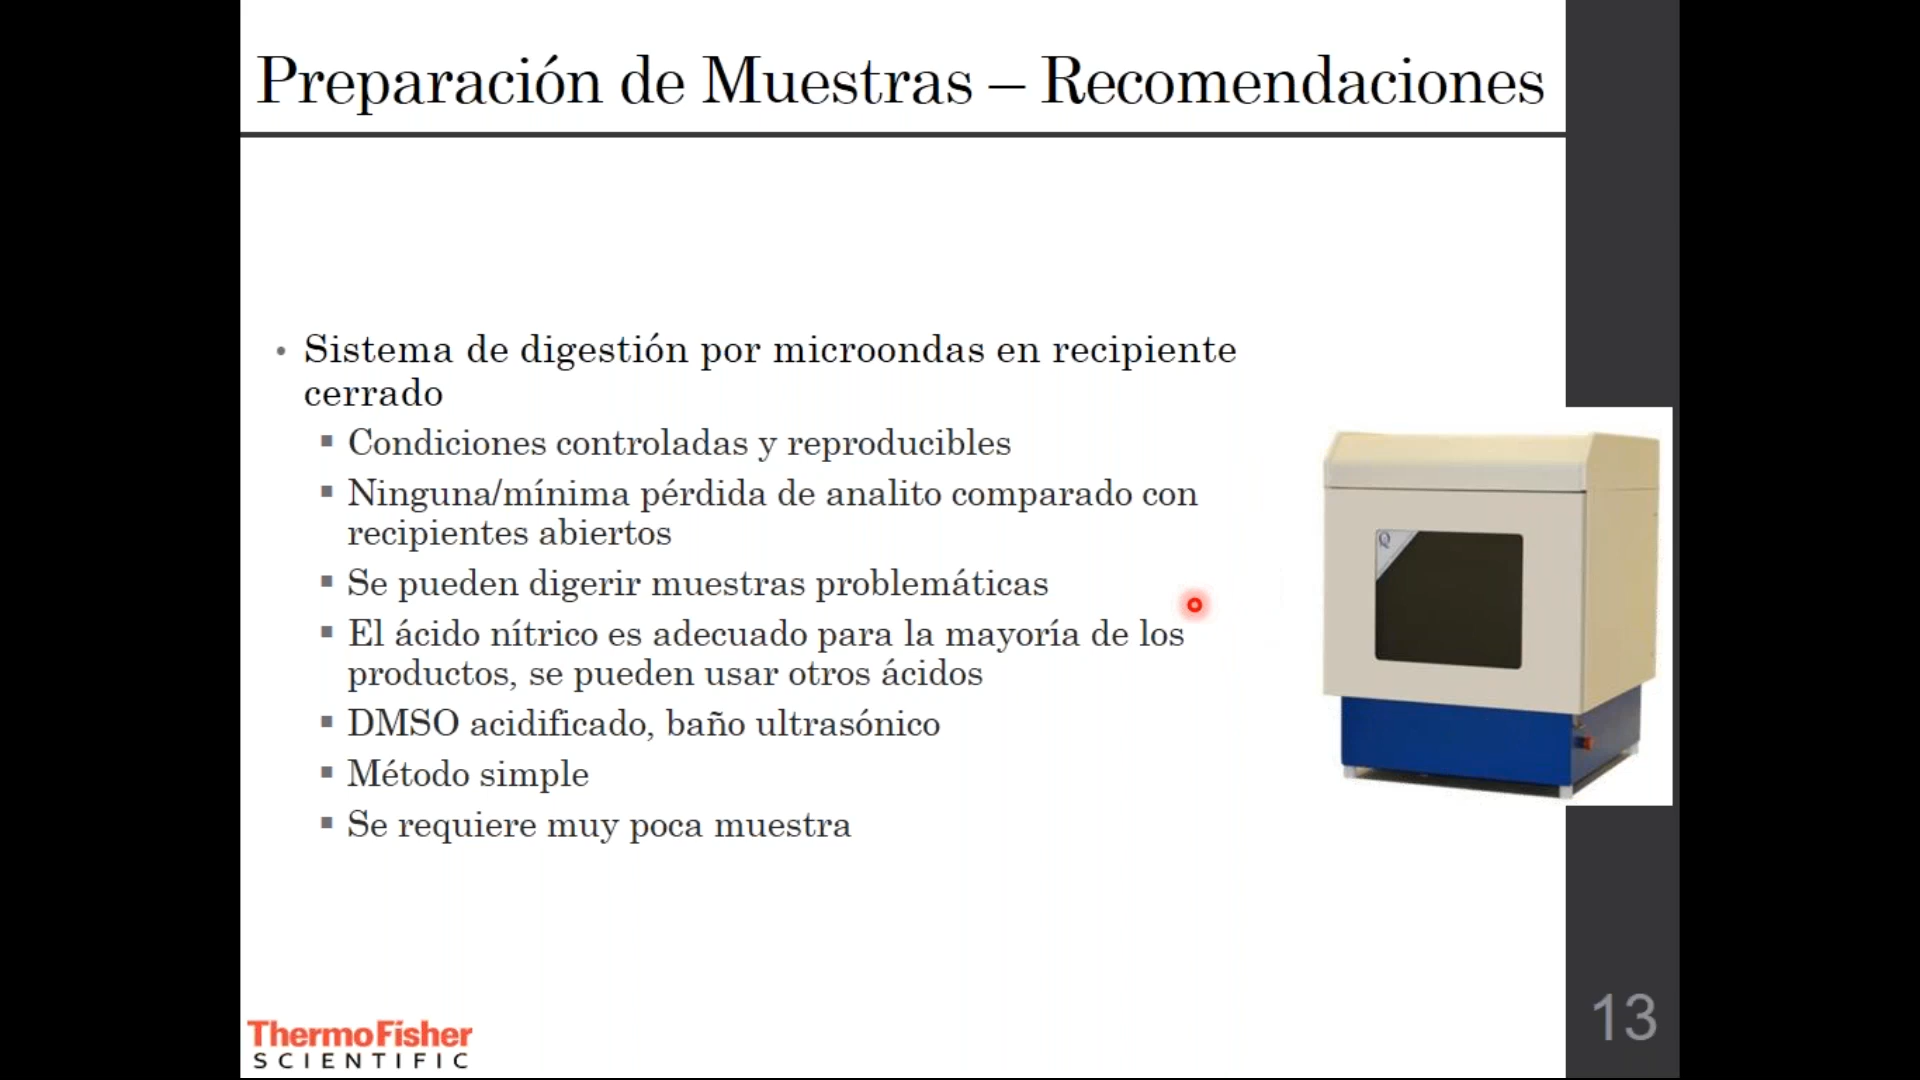 Preparación de Muestras – Recomendaciones
• Sistema de digestión por microondas en recipiente
cerrado
▪ Condiciones controladas y reproducibles
▪ Ninguna/mínima pérdida de analito comparado con
recipientes abiertos
▪ Se pueden digerir muestras problemáticas
▪ El ácido nítrico es adecuado para la mayoría de los
productos, se pueden usar otros ácidos
▪ DMSO acidificado, baño ultrasónico
▪ Método simple
▪ Se requiere muy poca muestra
Q
ThermoFisher
SCIENTIFIC
13